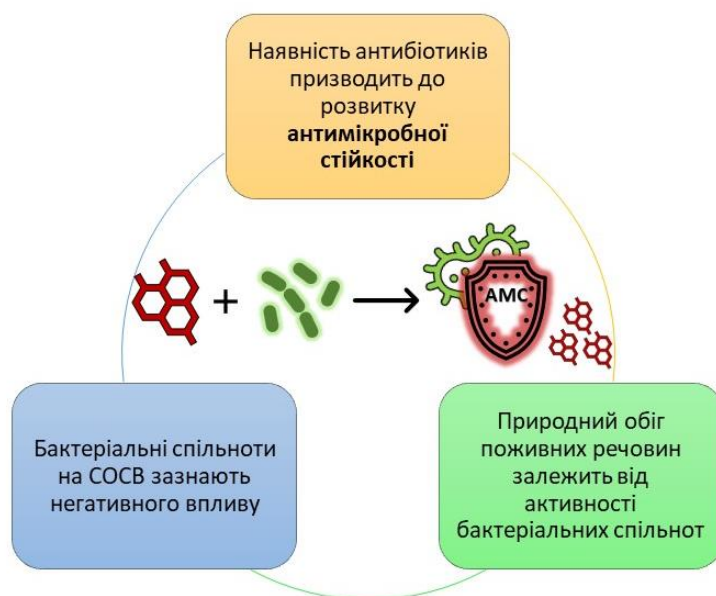 Наявність антибіотиків
призводить до
розвитку
антимікробної
стійкості
+
АМС
Бактеріальні спільноти
на СОСВ зазнають
негативного впливу
Природний обіг
поживних речовин
залежить від
активності
бактеріальних спільнот